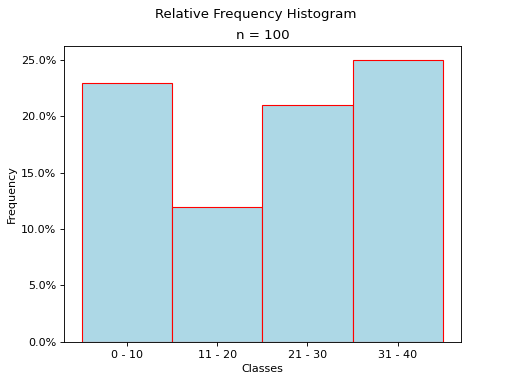 Relative Frequency Histogram
n = 100
25.0%
20.0%
15.0%
10.0%
5.0%
0.0%
Frequency
0 - 10 11 - 20 21 - 30 31 - 40
Classes